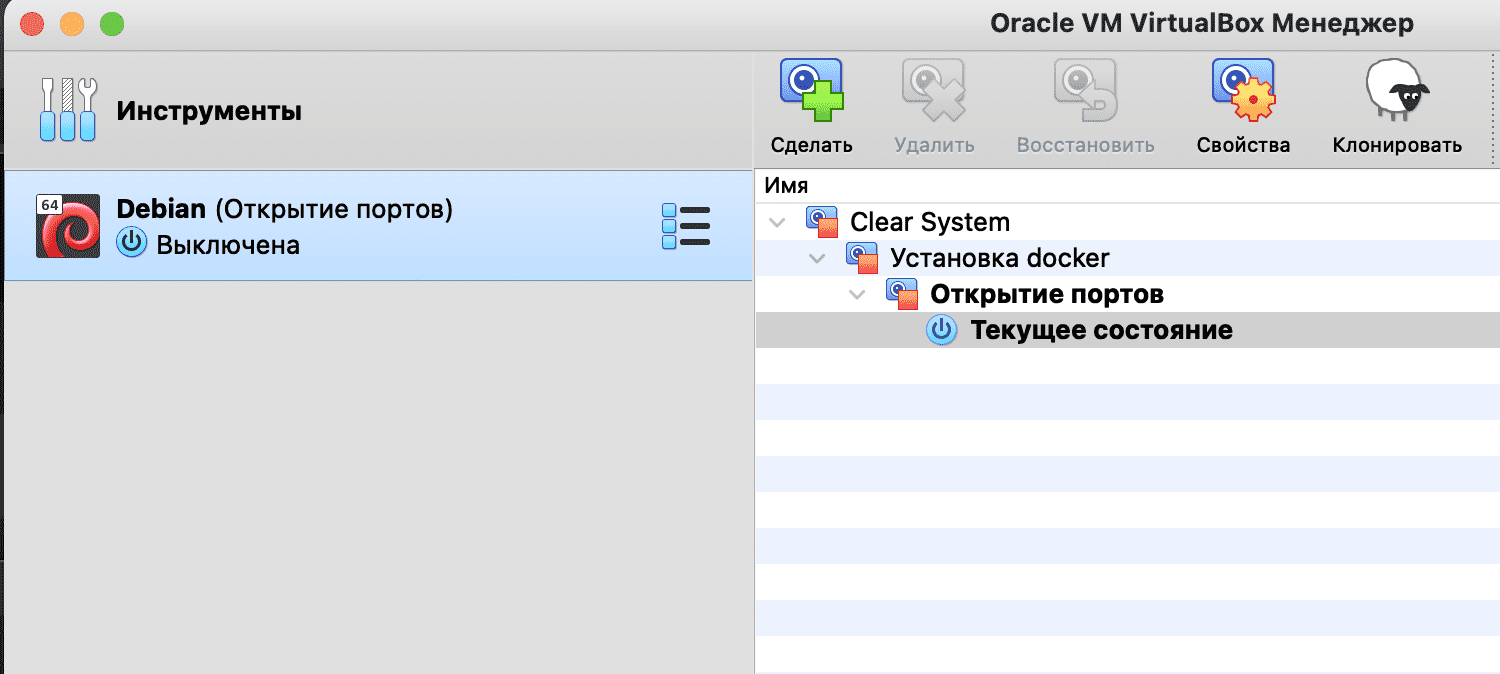 Oracle VM VirtualBox Менеджер
Инструменты
Сделать
Удалить
Восстановить
Свойства
Клонировать
64
Debian (Открытие портов)
Выключена
Имя
Clear System
Установка docker
Открытие портов
Текущее состояние